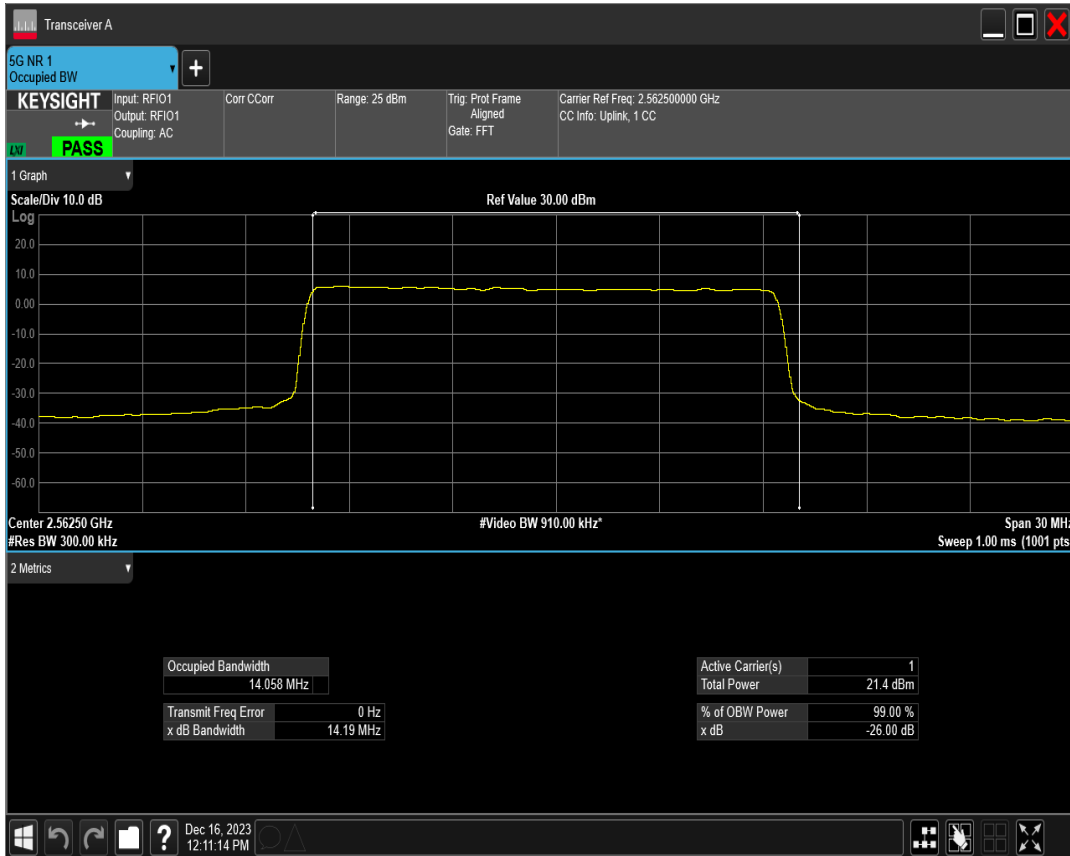 Transceiver A
5G NR 1
Occupied BW
KEYSIGHT
Input: RFIO1
Output: RFIO1
Coupling: AC
Corr CCorr
Range: 25 dBm
Trig: Prot Frame
Aligned
Gate: FFT
Carrier Ref Freq: 2.562500000 GHz
CC Info: Uplink, 1 CC
LXI
PASS
1 Graph
Scale/Div 10.0 dB
Ref Value 30.00 dBm
Log
20.0
10.0
0.00
-10.0
-20.0
-30.0
-40.0
-50.0
-60.0
Center 2.56250 GHz
#Video BW 910.00 kHz*
Span 30 MHz
#Res BW 300.00 kHz
Sweep 1.00 ms (1001 pts
2 Metrics
Occupied Bandwidth
14.058 MHz
Transmit Freq Error 0 Hz
x dB Bandwidth 14.19 MHz
Active Carrier(s) 1
Total Power 21.4 dBm
% of OBW Power 99.00 %
x dB -26.00 dB
Dec 16, 2023
12:11:14 PM